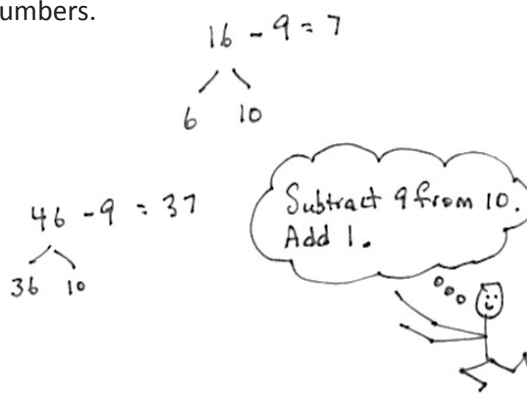 umbers.
16 - 9 = 7
6 10
46 - 9 = 37
36 10
Subtract 9 from 10.
Add 1.